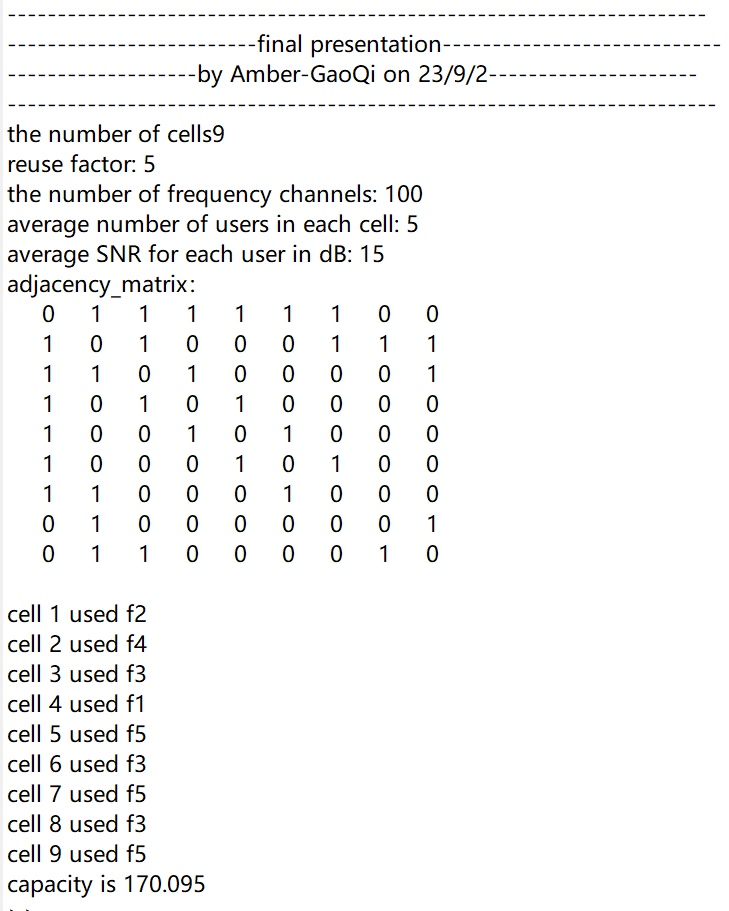 ----------------------------------------------------------------------
-------------------------final presentation----------------------------
-------------------by Amber-GaoQi on 23/9/2---------------------
-----------------------------------------------------------------------
the number of cells9
reuse factor: 5
the number of frequency channels: 100
average number of users in each cell: 5
average SNR for each user in dB: 15
adjacency_matrix:
0 1 1 1 1 1 1 0 0
1 0 1 0 0 0 1 1 1
1 1 0 1 0 0 0 0 1
1 0 1 0 1 0 0 0 0
1 0 0 1 0 1 0 0 0
1 0 0 0 1 0 1 0 0
1 1 0 0 0 1 0 0 0
0 1 0 0 0 0 0 0 1
0 1 1 0 0 0 0 1 0
cell 1 used f2
cell 2 used f4
cell 3 used f3
cell 4 used f1
cell 5 used f5
cell 6 used f3
cell 7 used f5
cell 8 used f3
cell 9 used f5
capacity is 170.095